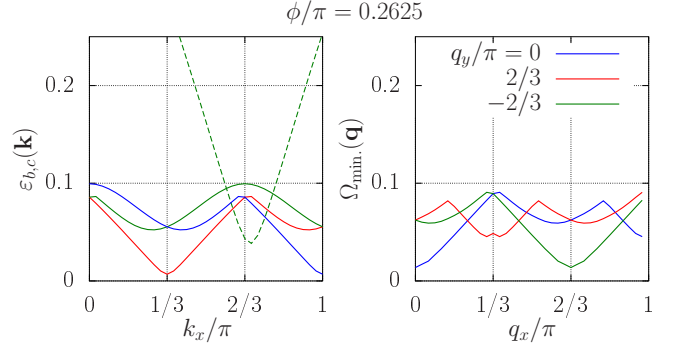 ϕ/π = 0.2625
ε_{b,c}(𝐤)
0.2
0.1
0
0 1/3 2/3 1
k_x/π
Ω_{min.}(𝐪)
q_y/π = 0
2/3
−2/3
0.2
0.1
0
0 1/3 2/3 1
q_x/π